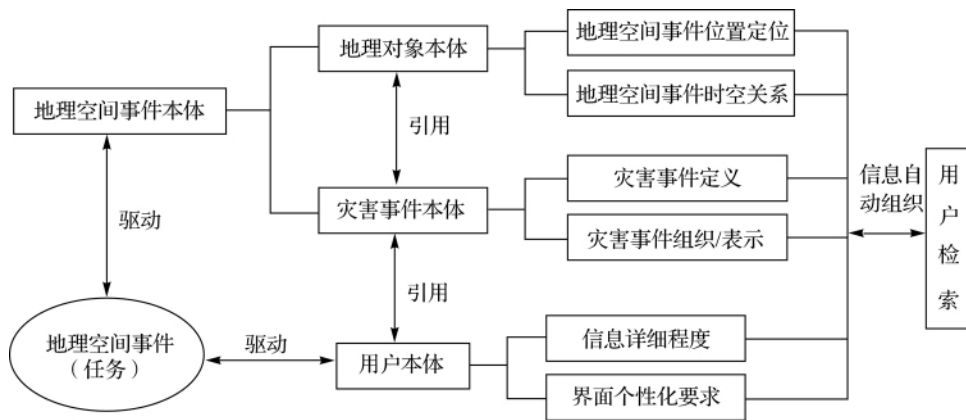 地理空间事件本体
驱动
地理空间事件
（任务）
驱动
地理对象本体
引用
灾害事件本体
引用
用户本体
地理空间事件位置定位
地理空间事件时空关系
灾害事件定义
灾害事件组织/表示
信息详细程度
界面个性化要求
信息自
动组织
用
户
检
索